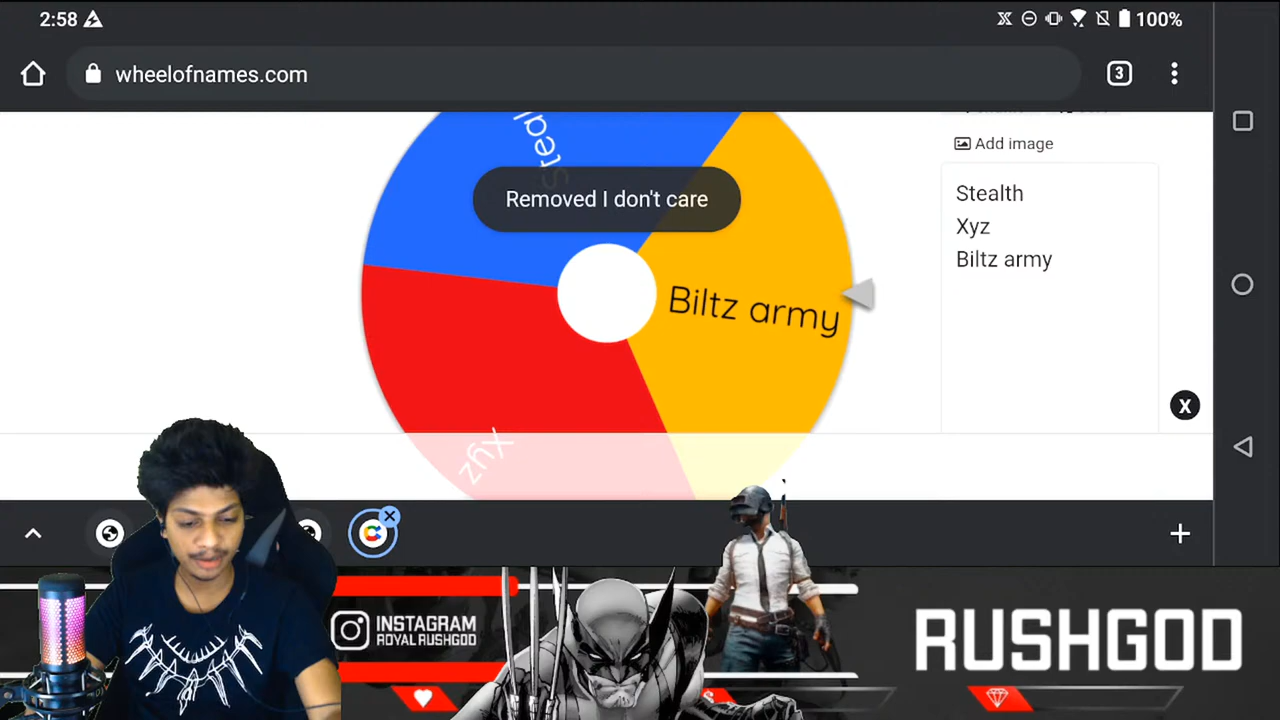 2:58
100%
wheelofnames.com
3
Add image
Removed I don't care
Stealth
Xyz
Biltz army
Biltz army
Xyz
X
INSTAGRAM
ROYAL RUSHGOD
RUSHGOD